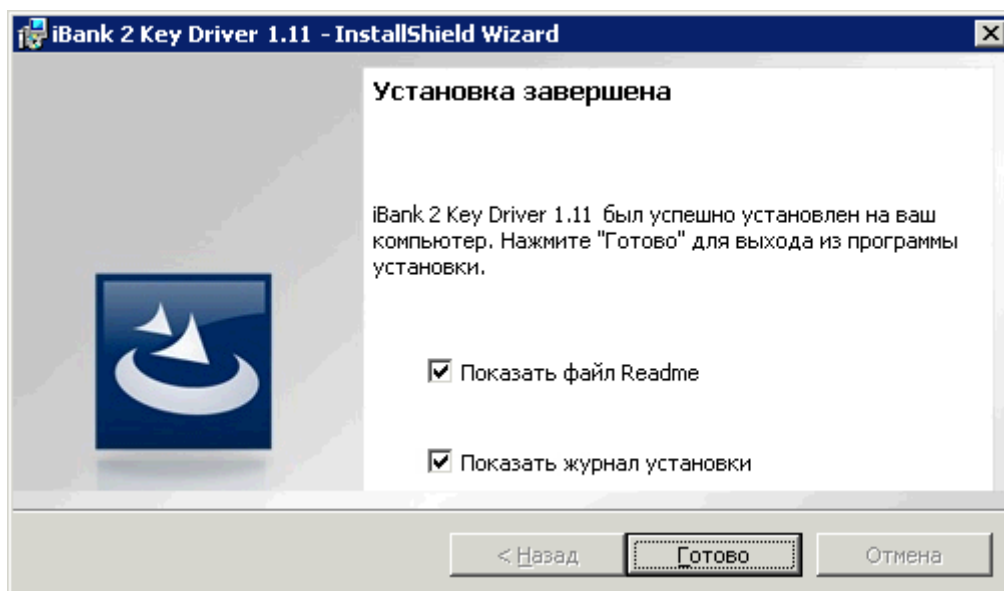 iBank 2 Key Driver 1.11 - InstallShield Wizard
Установка завершена
iBank 2 Key Driver 1.11 был успешно установлен на ваш
компьютер. Нажмите "Готово" для выхода из программы
установки.
Показать файл Readme
Показать журнал установки
< Назад Готово Отмена